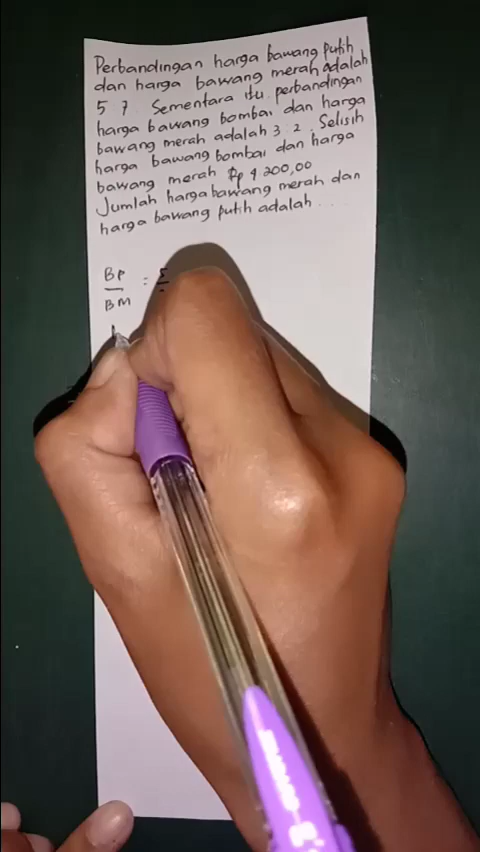 Perbandingan harga bawang putih
dan harga bawang merah adalah
5 7. Sementara itu perbandingan
harga bawang bombai dan harga
bawang merah adalah 3:2. Selisih
harga bawang bombai dan harga
bawang merah Rp 4 200,00
Jumlah harga bawang merah dan
harga bawang putih adalah ....
BP
BM
=